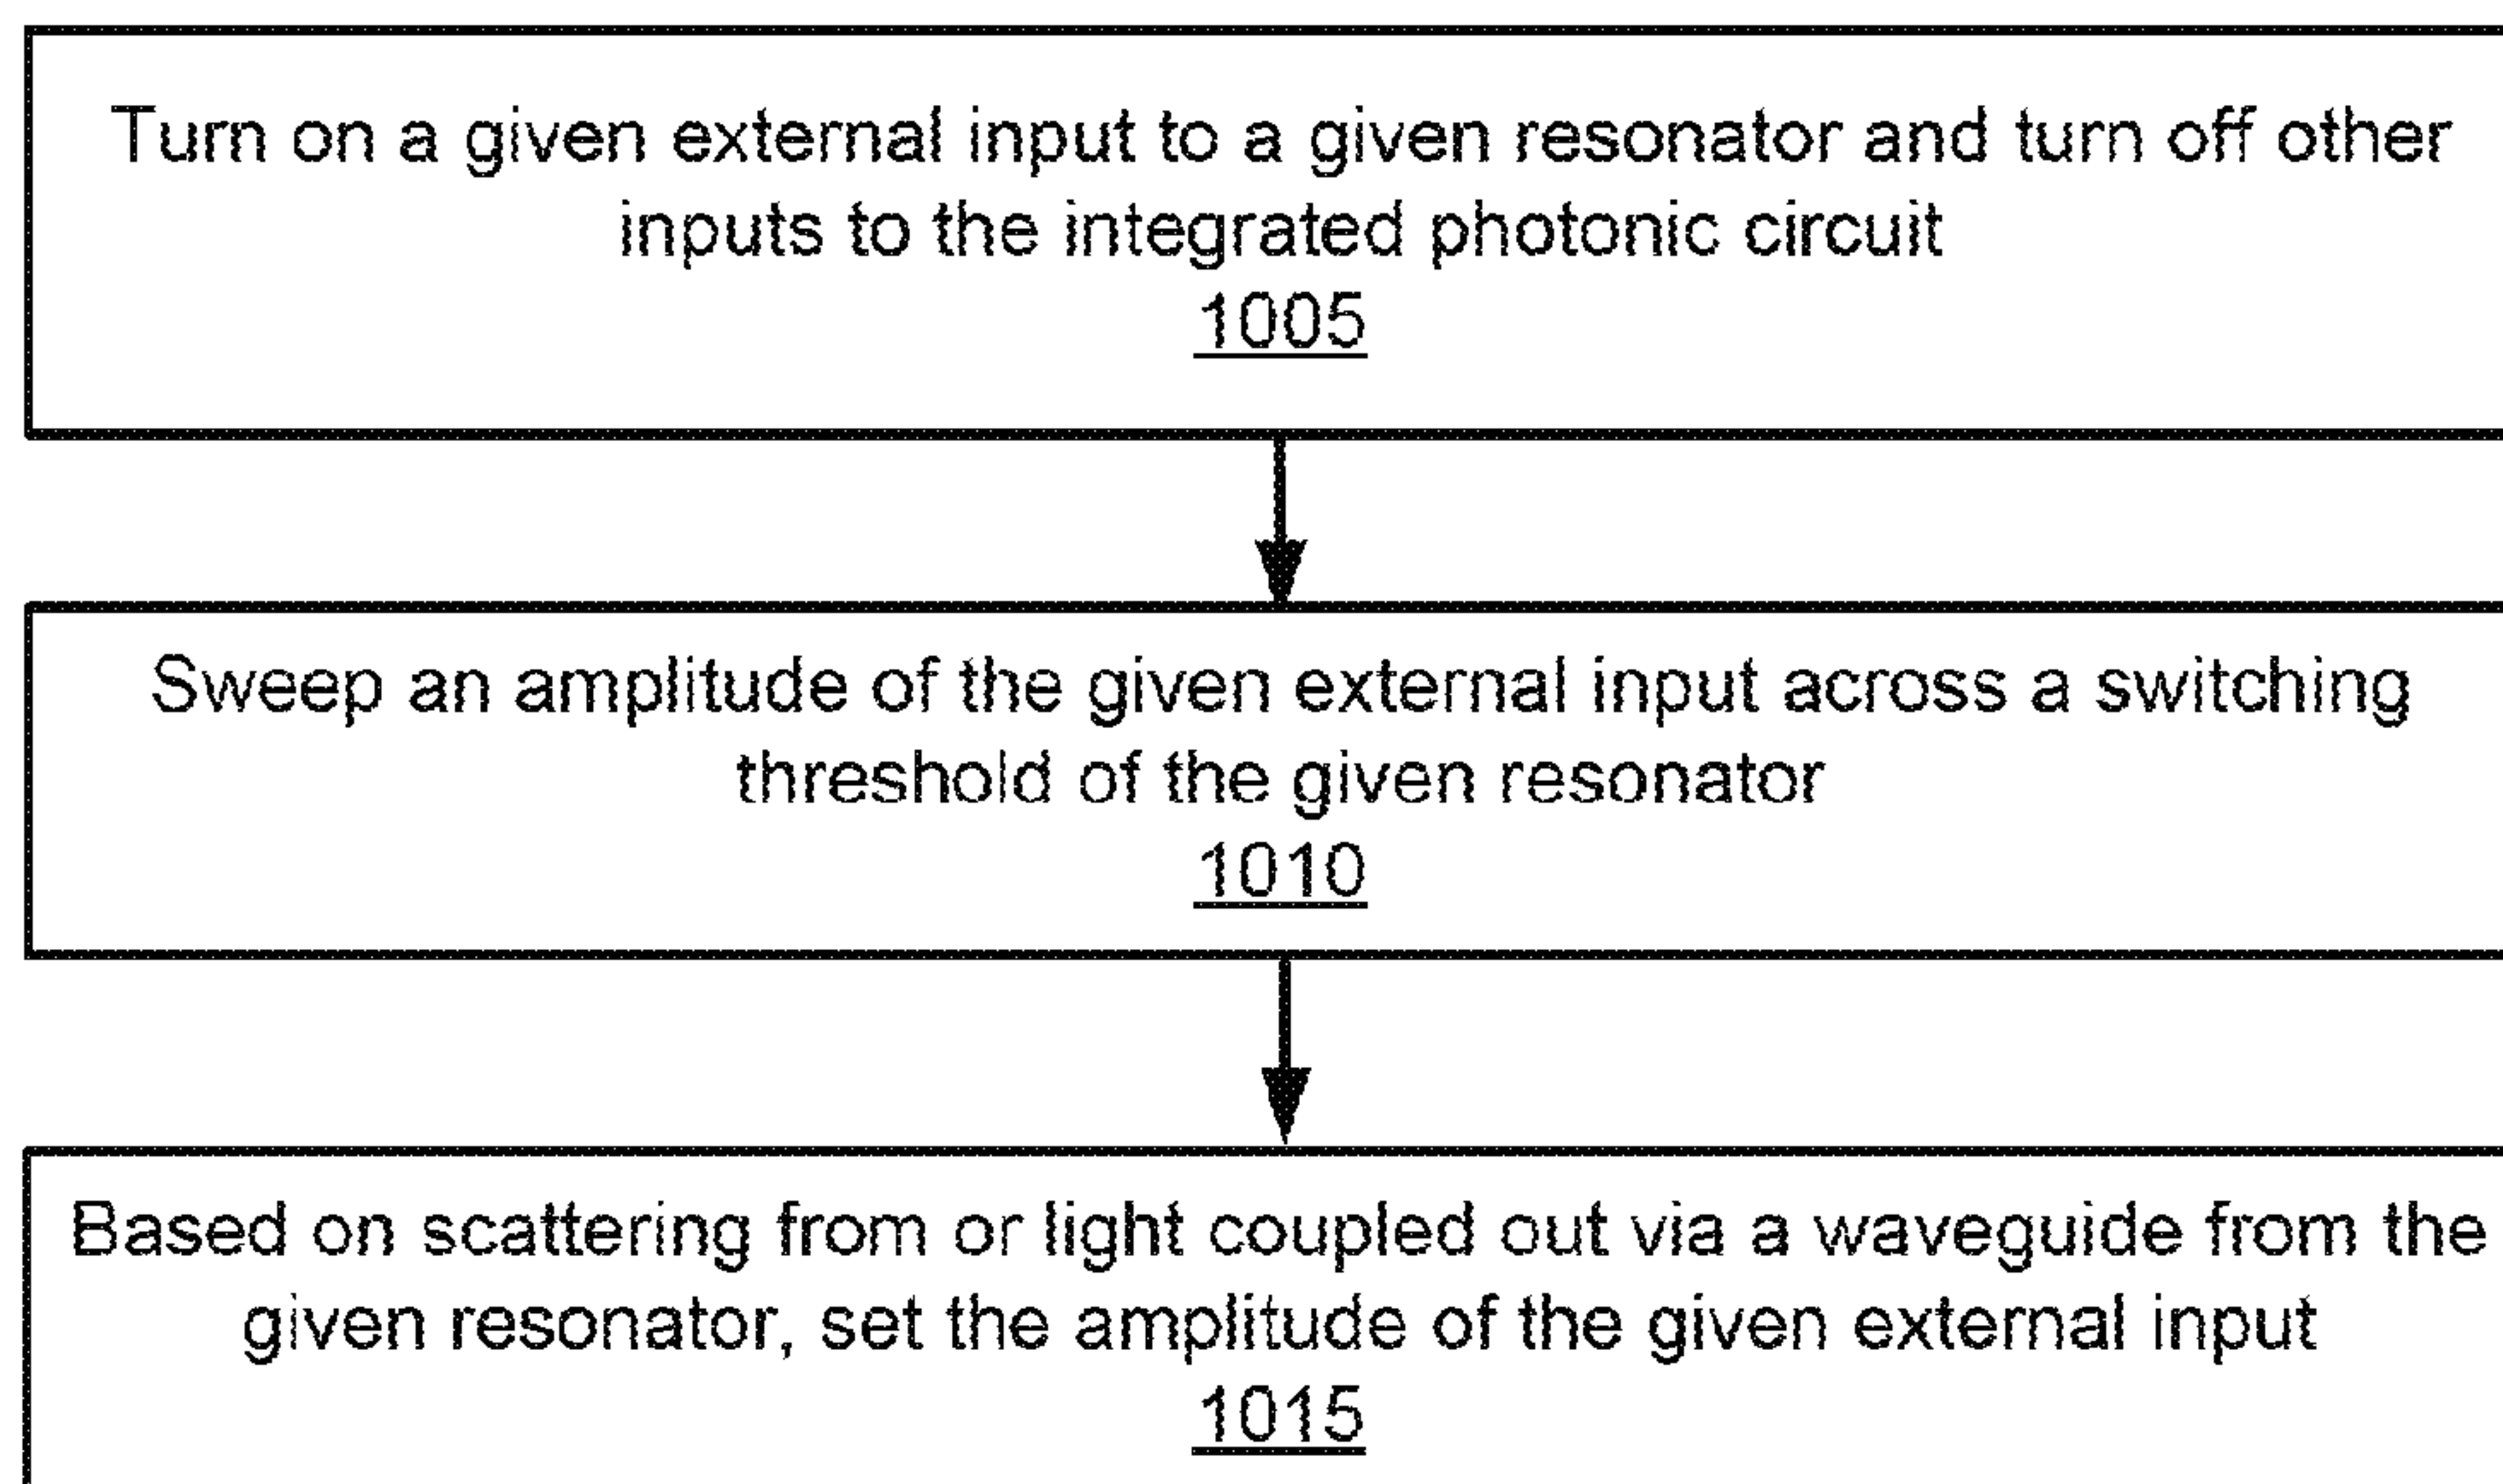 Turn on a given external input to a given resonator and turn off other
inputs to the integrated photonic circuit
1005
Sweep an amplitude of the given external input across a switching
threshold of the given resonator
1010
Based on scattering from or light coupled out via a waveguide from the
given resonator, set the amplitude of the given external input
1015